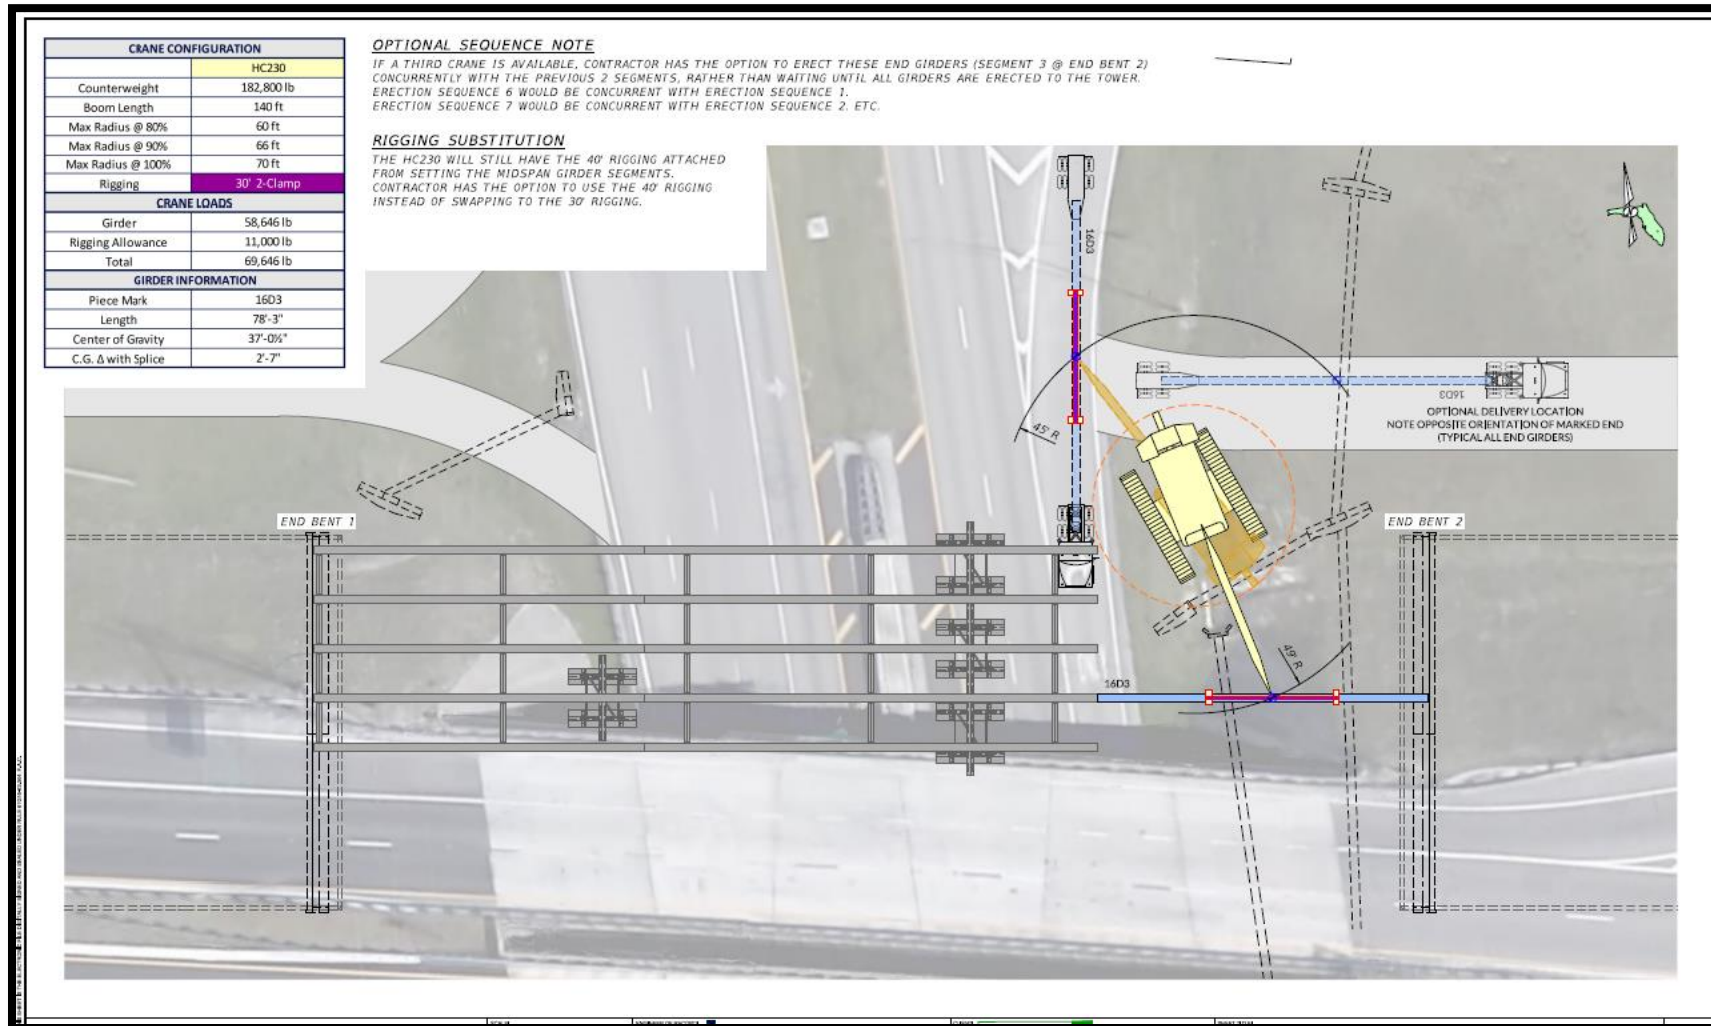 CRANE CONFIGURATION
HC230
Counterweight 182,800 lb
Boom Length 140 ft
Max Radius @ 80% 60 ft
Max Radius @ 90% 66 ft
Max Radius @ 100% 70 ft
Rigging 30' 2-Clamp
CRANE LOADS
Girder 58,646 lb
Rigging Allowance 11,000 lb
Total 69,646 lb
GIRDER INFORMATION
Piece Mark 16D3
Length 78'-3"
Center of Gravity 37'-0½"
C.G. Δ with Splice 2'-7"
OPTIONAL SEQUENCE NOTE
IF A THIRD CRANE IS AVAILABLE, CONTRACTOR HAS THE OPTION TO ERECT THESE END GIRDERS (SEGMENT 3 @ END BENT 2)
CONCURRENTLY WITH THE PREVIOUS 2 SEGMENTS, RATHER THAN WAITING UNTIL ALL GIRDERS ARE ERECTED TO THE TOWER.
ERECTION SEQUENCE 6 WOULD BE CONCURRENT WITH ERECTION SEQUENCE 1.
ERECTION SEQUENCE 7 WOULD BE CONCURRENT WITH ERECTION SEQUENCE 2. ETC.
RIGGING SUBSTITUTION
THE HC230 WILL STILL HAVE THE 40' RIGGING ATTACHED
FROM SETTING THE MIDSPAN GIRDER SEGMENTS.
CONTRACTOR HAS THE OPTION TO USE THE 40' RIGGING
INSTEAD OF SWAPPING TO THE 30' RIGGING.
16D3
45' R
16D3
OPTIONAL DELIVERY LOCATION
NOTE OPPOSITE ORIENTATION OF MARKED END
(TYPICAL ALL END GIRDERS)
END BENT 1
END BENT 2
49' R
16D3